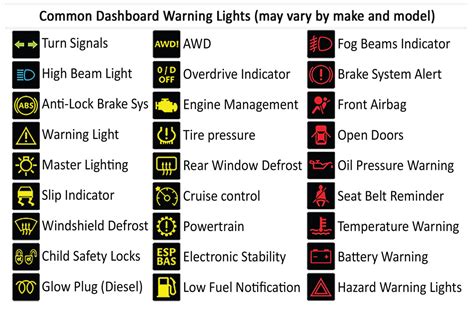 Common Dashboard Warning Lights (may vary by make and model)
Turn Signals
AWD! AWD
Fog Beams Indicator
High Beam Light
O / D OFF Overdrive Indicator
Brake System Alert
ABS Anti-Lock Brake Sys
Engine Management
Front Airbag
Warning Light
Tire pressure
Open Doors
Master Lighting
Rear Window Defrost
Oil Pressure Warning
Slip Indicator
Cruise control
Seat Belt Reminder
Windshield Defrost
Powertrain
Temperature Warning
Child Safety Locks
ESP BAS Electronic Stability
Battery Warning
Glow Plug (Diesel)
Low Fuel Notification
Hazard Warning Lights